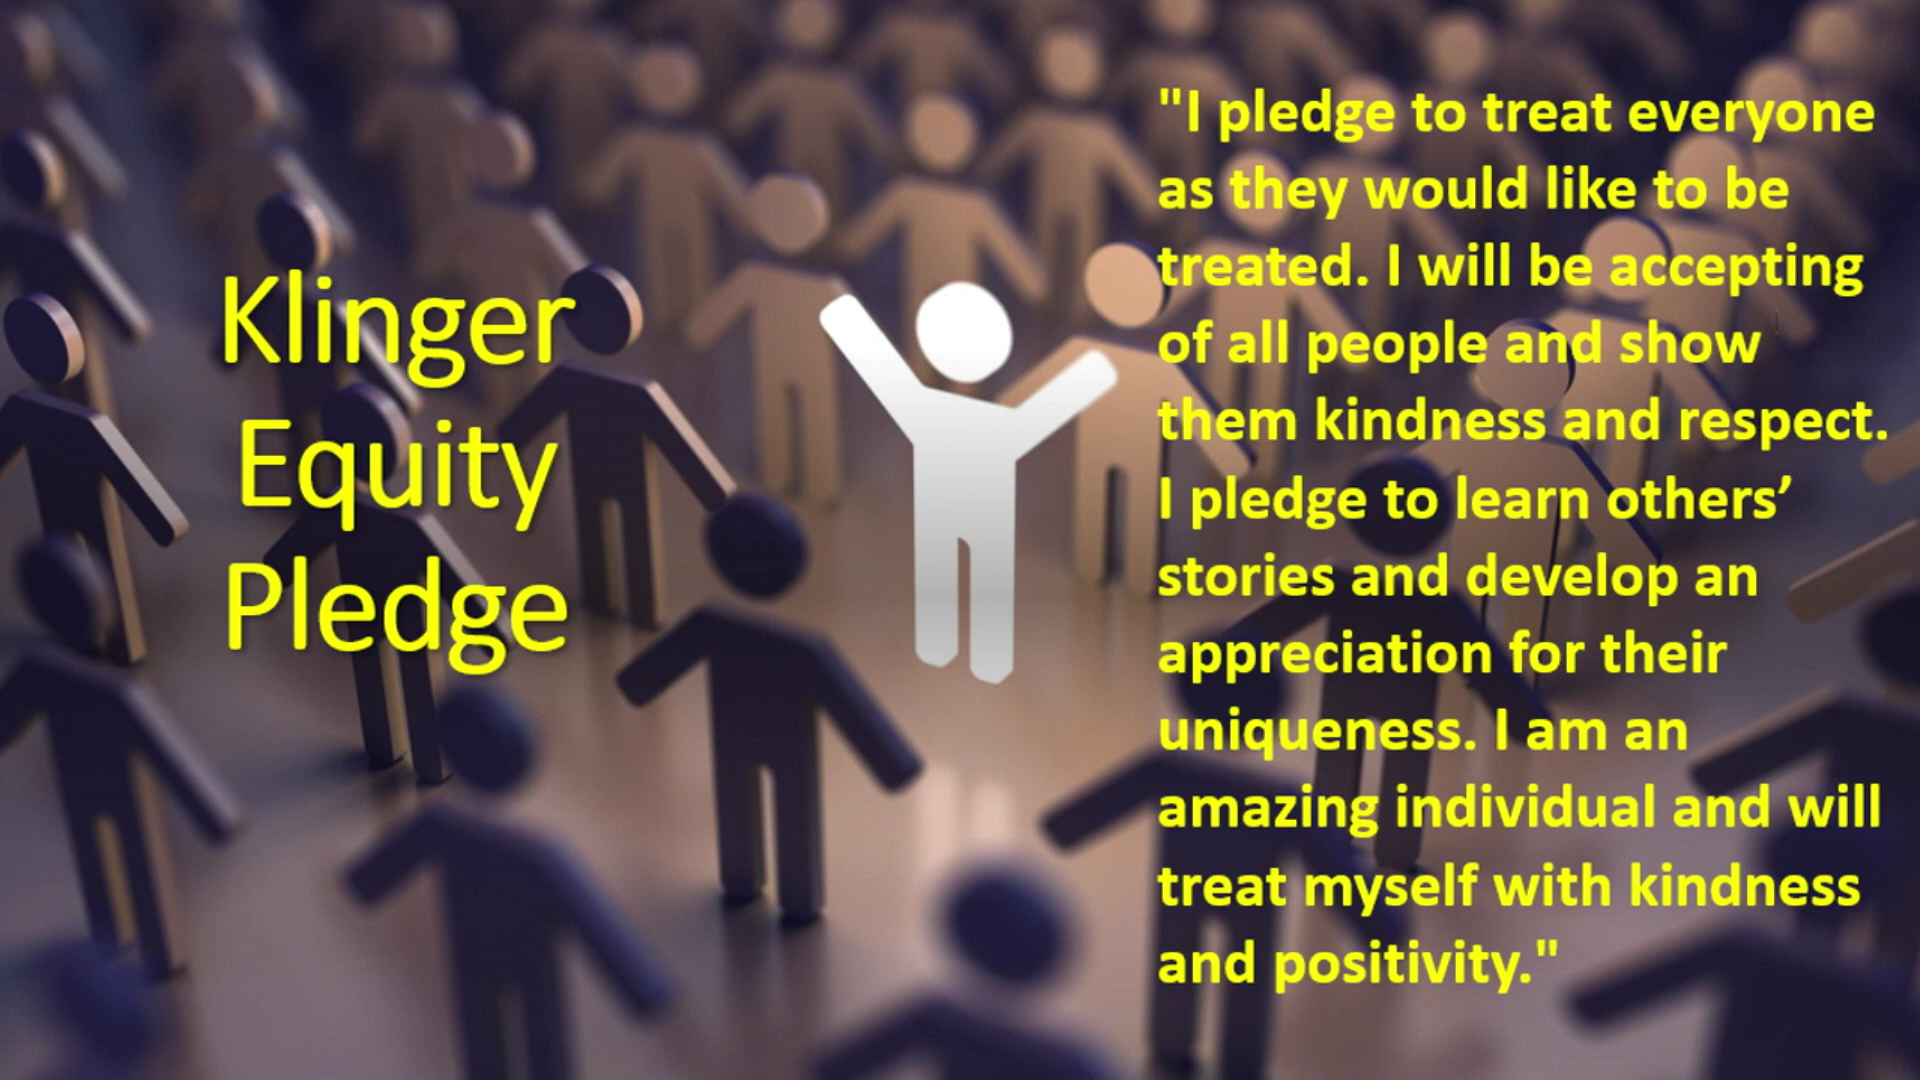 Klinger
Equity
Pledge
"I pledge to treat everyone
as they would like to be
treated. I will be accepting
of all people and show
them kindness and respect.
I pledge to learn others’
stories and develop an
appreciation for their
uniqueness. I am an
amazing individual and will
treat myself with kindness
and positivity."